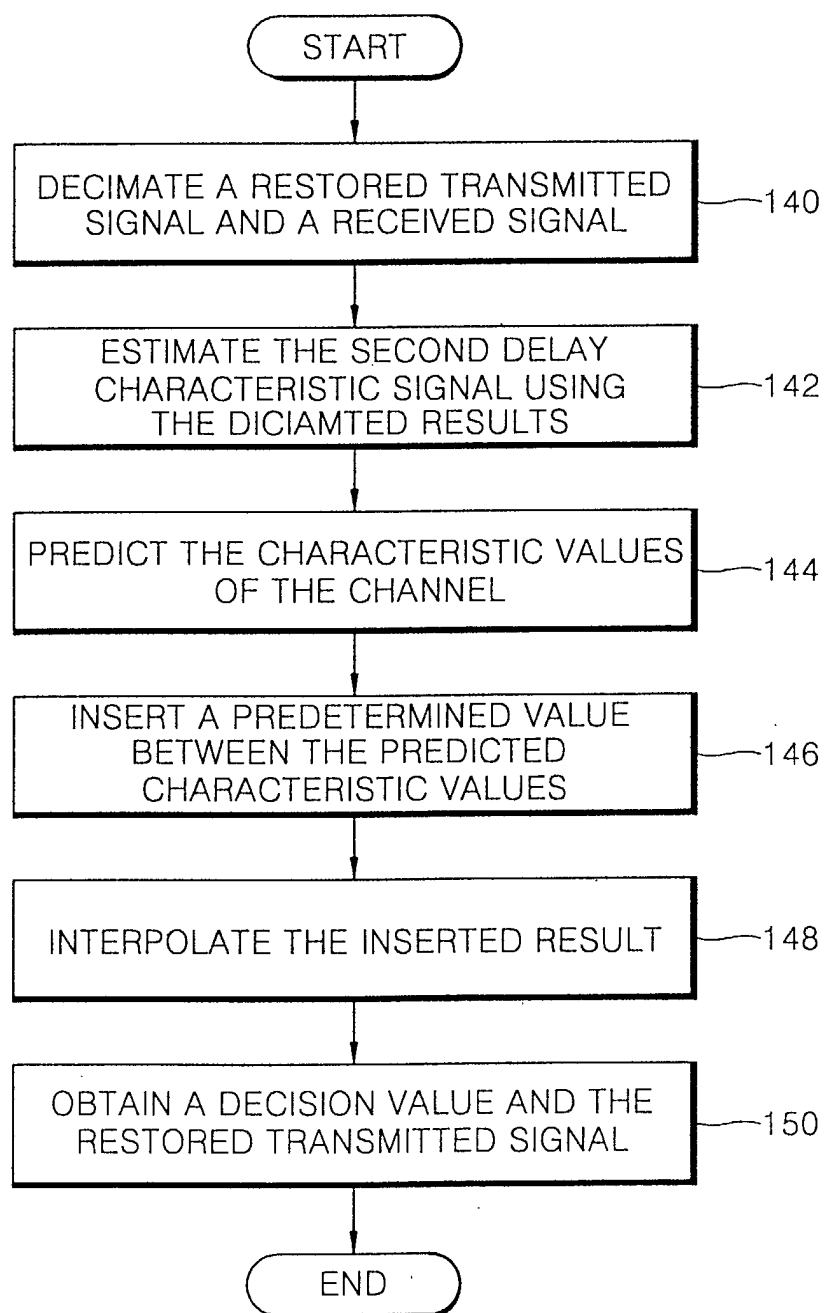 START
DECIMATE A RESTORED TRANSMITTED
SIGNAL AND A RECEIVED SIGNAL
140
ESTIMATE THE SECOND DELAY
CHARACTERISTIC SIGNAL USING
THE DICIAMTED RESULTS
142
PREDICT THE CHARACTERISTIC VALUES
OF THE CHANNEL
144
INSERT A PREDETERMINED VALUE
BETWEEN THE PREDICTED
CHARACTERISTIC VALUES
146
INTERPOLATE THE INSERTED RESULT
148
OBTAIN A DECISION VALUE AND THE
RESTORED TRANSMITTED SIGNAL
150
END